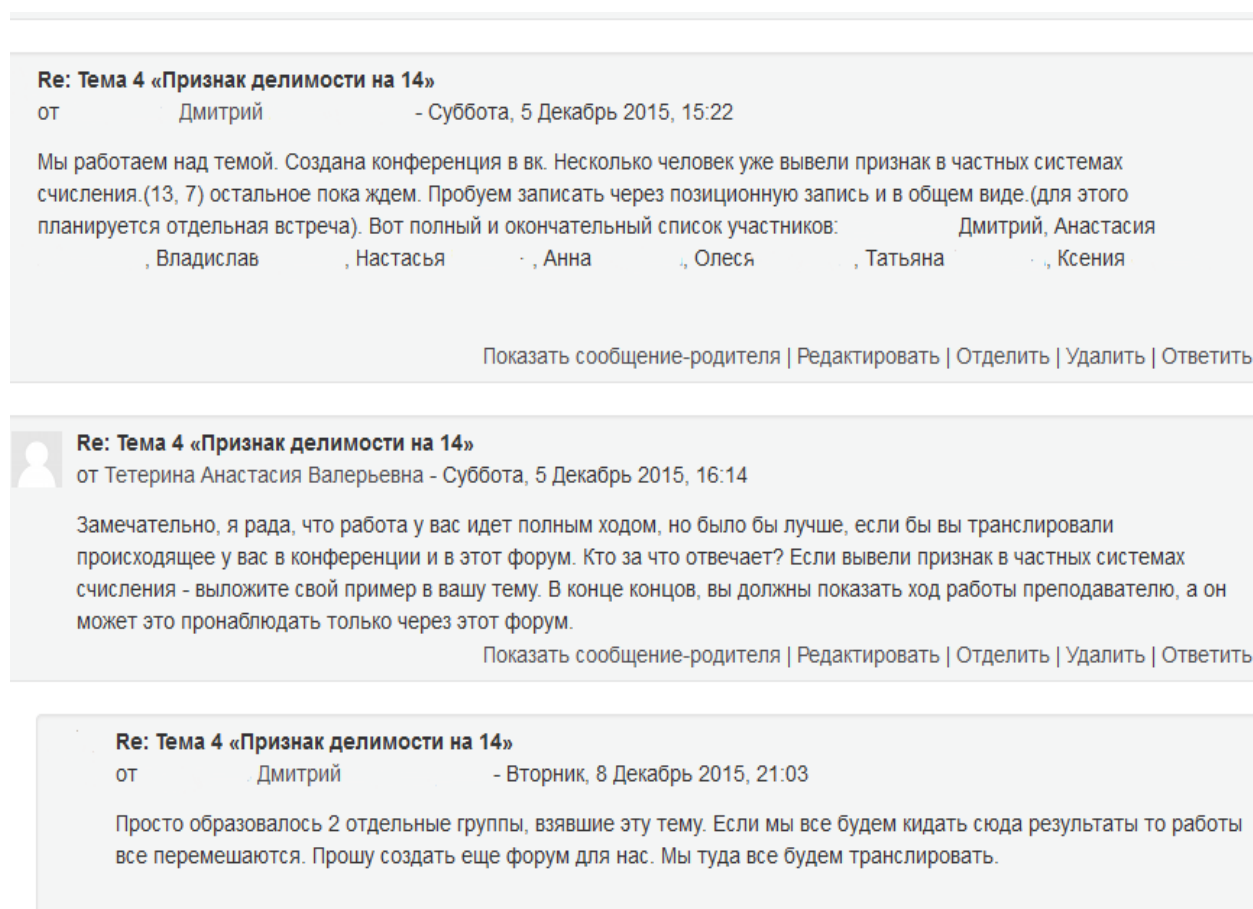 Re: Тема 4 «Признак делимости на 14»
от Дмитрий - Суббота, 5 Декабрь 2015, 15:22
Мы работаем над темой. Создана конференция в вк. Несколько человек уже вывели признак в частных системах
счисления.(13, 7) остальное пока ждем. Пробуем записать через позиционную запись и в общем виде.(для этого
планируется отдельная встреча). Вот полный и окончательный список участников: Дмитрий, Анастасия
, Владислав , Настасья , Анна , Олеся , Татьяна , Ксения
Показать сообщение-родителя | Редактировать | Отделить | Удалить | Ответить
Re: Тема 4 «Признак делимости на 14»
от Тетерина Анастасия Валерьевна - Суббота, 5 Декабрь 2015, 16:14
Замечательно, я рада, что работа у вас идет полным ходом, но было бы лучше, если бы вы транслировали
происходящее у вас в конференции и в этот форум. Кто за что отвечает? Если вывели признак в частных системах
счисления - выложите свой пример в вашу тему. В конце концов, вы должны показать ход работы преподавателю, а он
может это пронаблюдать только через этот форум.
Показать сообщение-родителя | Редактировать | Отделить | Удалить | Ответить
Re: Тема 4 «Признак делимости на 14»
от Дмитрий - Вторник, 8 Декабрь 2015, 21:03
Просто образовалось 2 отдельные группы, взявшие эту тему. Если мы все будем кидать сюда результаты то работы
все перемешаются. Прошу создать еще форум для нас. Мы туда все будем транслировать.